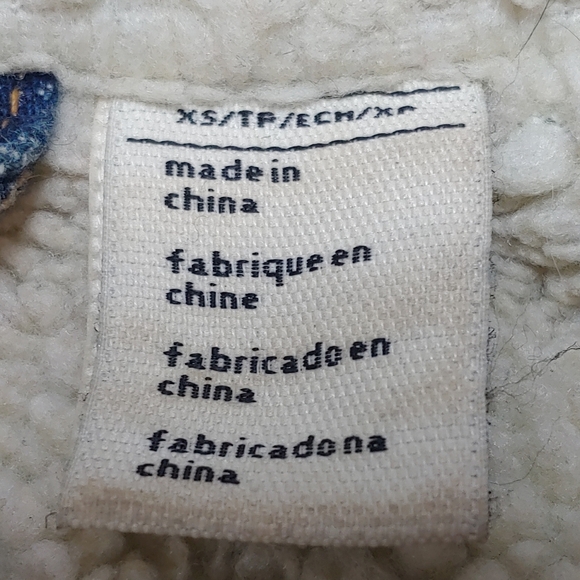 XS/TP/ECH/XP
made in
china
fabrique en
chine
fabricado en
china
fabricado na
china